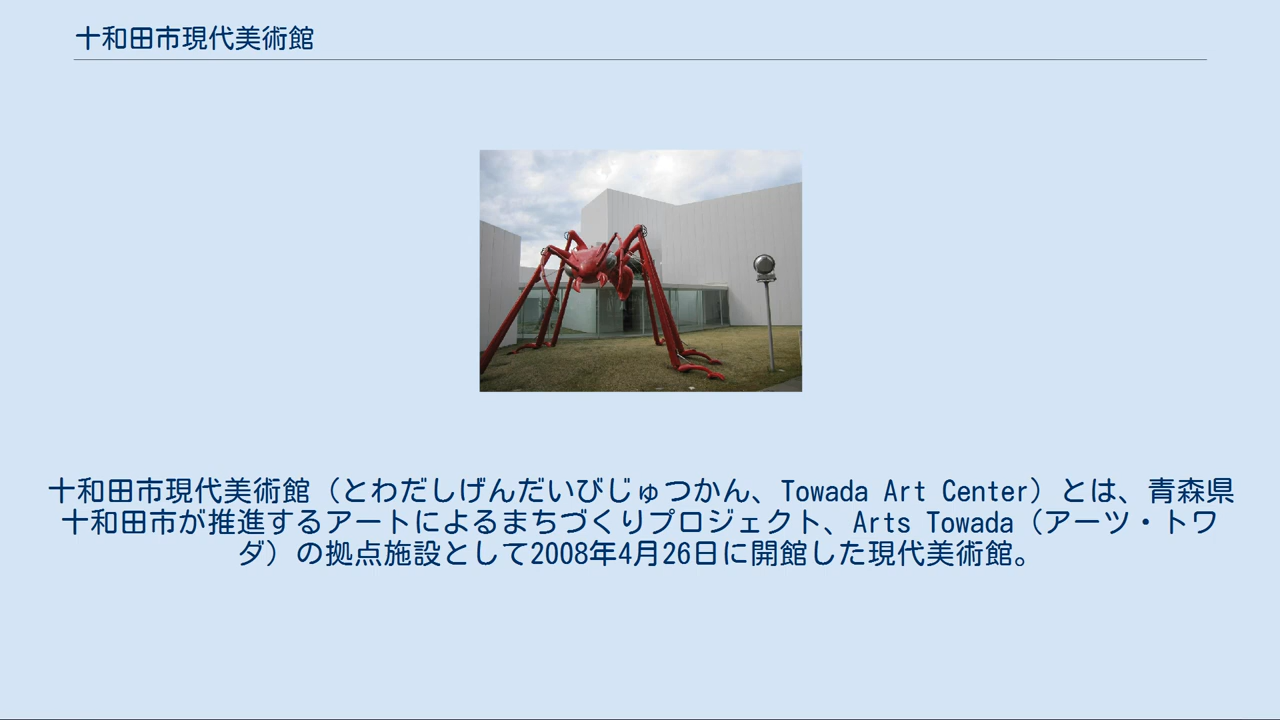 十和田市現代美術館
十和田市現代美術館（とわだしげんだいびじゅつかん、Towada Art Center）とは、青森県
十和田市が推進するアートによるまちづくりプロジェクト、Arts Towada（アーツ・トワ
ダ）の拠点施設として2008年4月26日に開館した現代美術館。